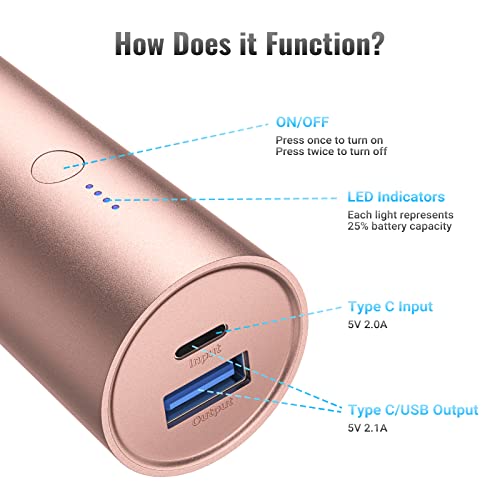 How Does it Function?
ON/OFF
Press once to turn on
Press twice to turn off
LED Indicators
Each light represents
25% battery capacity
Type C Input
5V 2.0A
Input
Output
Type C/USB Output
5V 2.1A